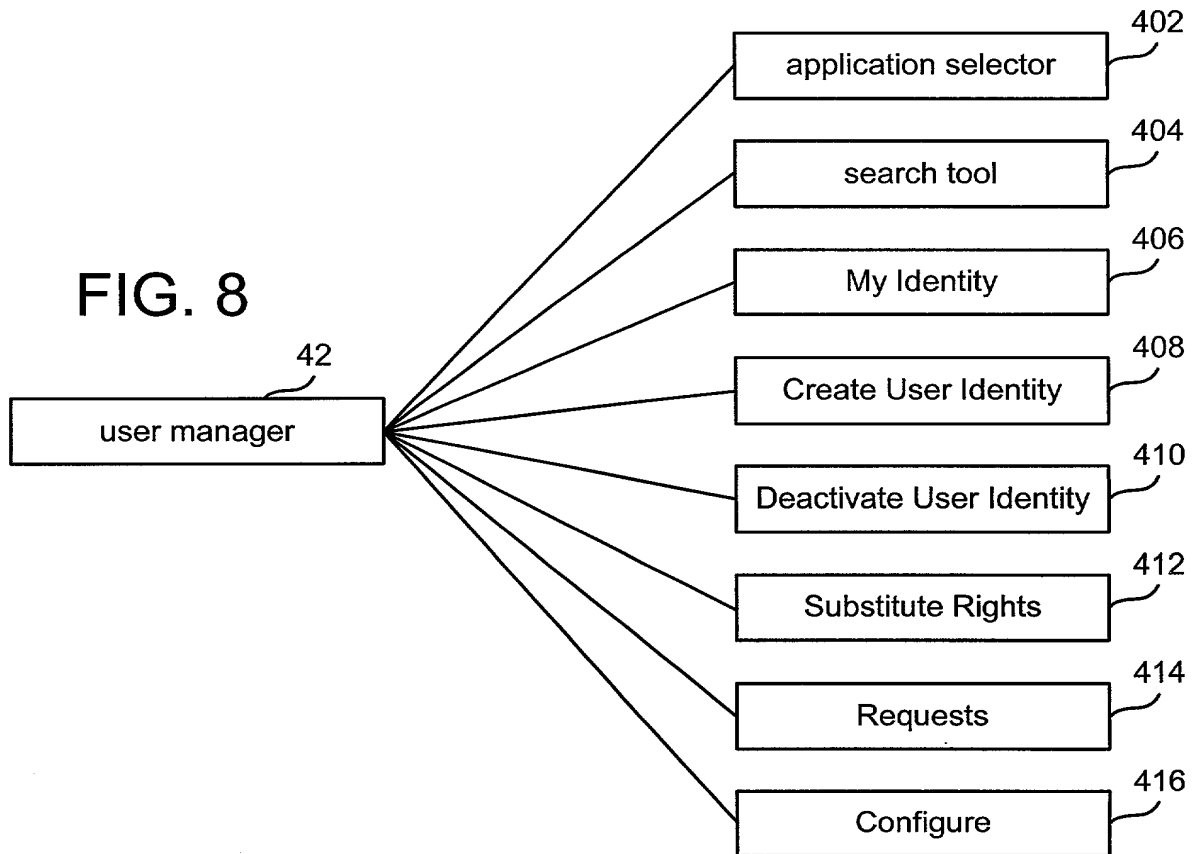 402
application selector
404
search tool
406
My Identity
FIG. 8
408
42
Create User Identity
user manager
410
Deactivate User Identity
412
Substitute Rights
414
Requests
416
Configure